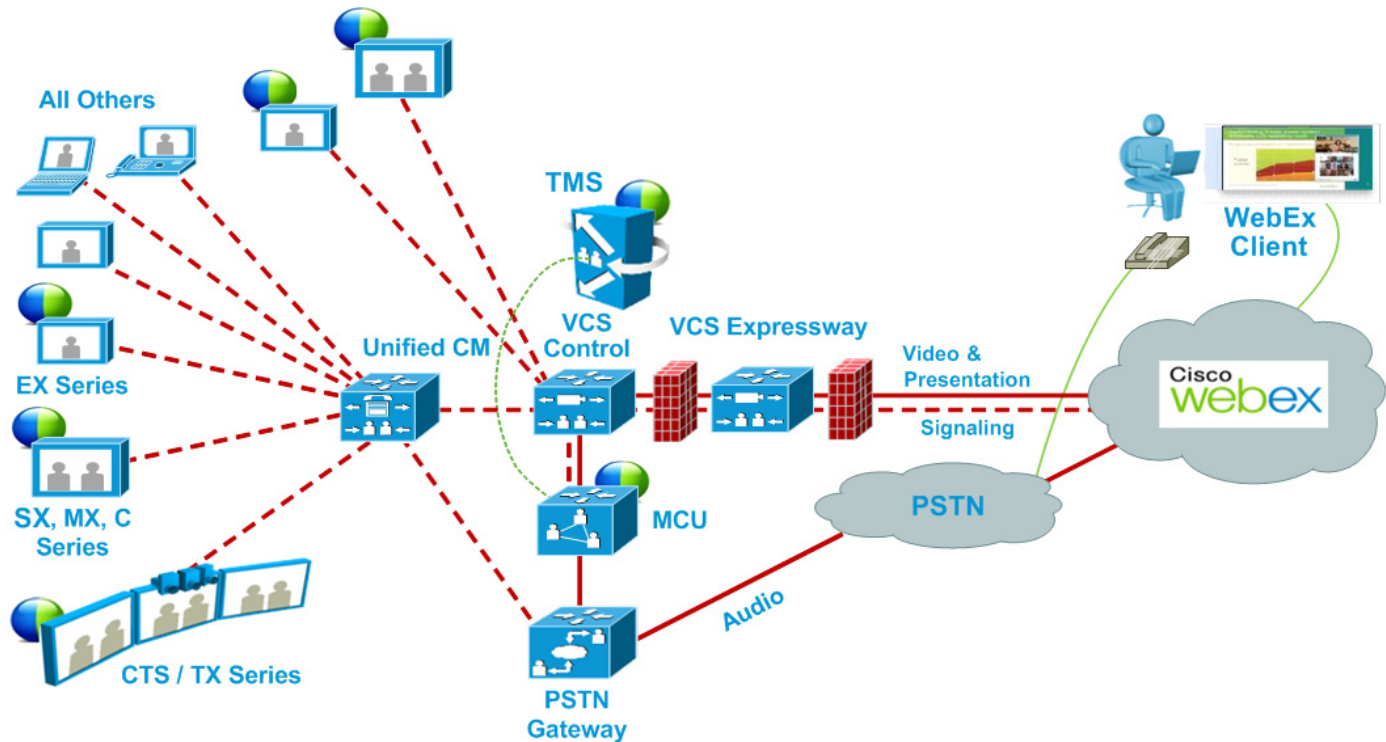 All Others
TMS
WebEx
Client
VCS
Control
VCS Expressway
Unified CM
Video &
Presentation
Cisco
webex
EX Series
Signaling
SX, MX, C
Series
MCU
PSTN
Audio
CTS / TX Series
PSTN
Gateway